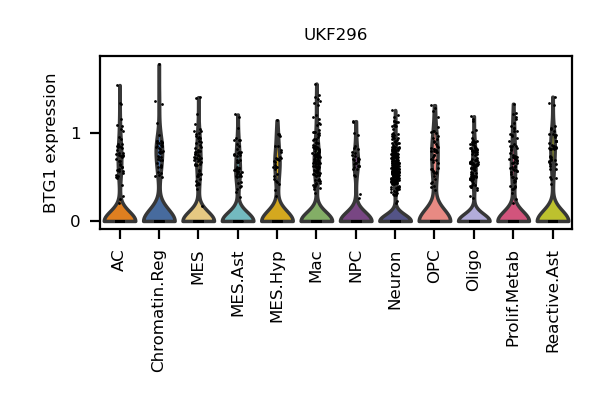 UKF296
BTG1 expression
1
0
AC
Chromatin.Reg
MES
MES.Ast
MES.Hyp
Mac
NPC
Neuron
OPC
Oligo
Prolif.Metab
Reactive.Ast